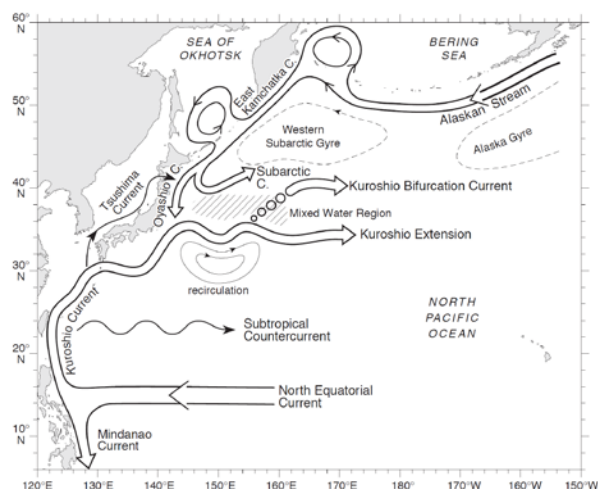 60°
N
50°
N
40°
N
30°
N
20°
N
10°
N
120°E
130°E
140°E
150°E
160°E
170°E
180°
170°W
160°W
150°W
SEA OF
OKHOTSK
BERING
SEA
East
Kamchatka C.
Alaskan Stream
Western
Subarctic Gyre
Alaska
Gyre
Tsushima
Current
Oyashio C.
Subarctic
C.
Kuroshio Bifurcation Current
Mixed Water Region
Kuroshio Extension
recirculation
Kuroshio Current
Subtropical
Countercurrent
NORTH
PACIFIC
OCEAN
North Equatorial
Current
Mindanao
Current